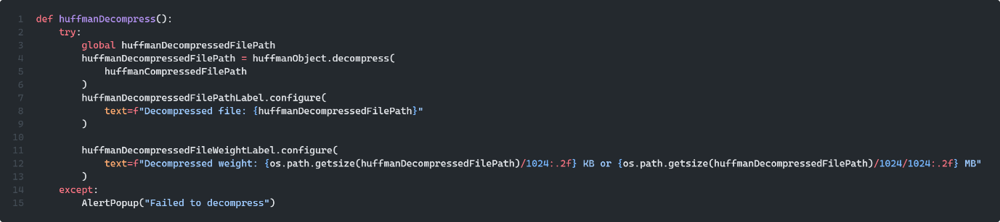 1 def huffmanDecompress():
2     try:
3         global huffmanDecompressedFilePath
4         huffmanDecompressedFilePath = huffmanObject.decompress(
5             huffmanCompressedFilePath
6         )
7         huffmanDecompressedFilePathLabel.configure(
8             text=f"Decompressed file: {huffmanDecompressedFilePath}"
9         )
10
11         huffmanDecompressedFileWeightLabel.configure(
12             text=f"Decompressed weight: {os.path.getsize(huffmanDecompressedFilePath)/1024:.2f} KB or {os.path.getsize(huffmanDecompressedFilePath)/1024/1024:.2f} MB"
13         )
14     except:
15         AlertPopup("Failed to decompress")